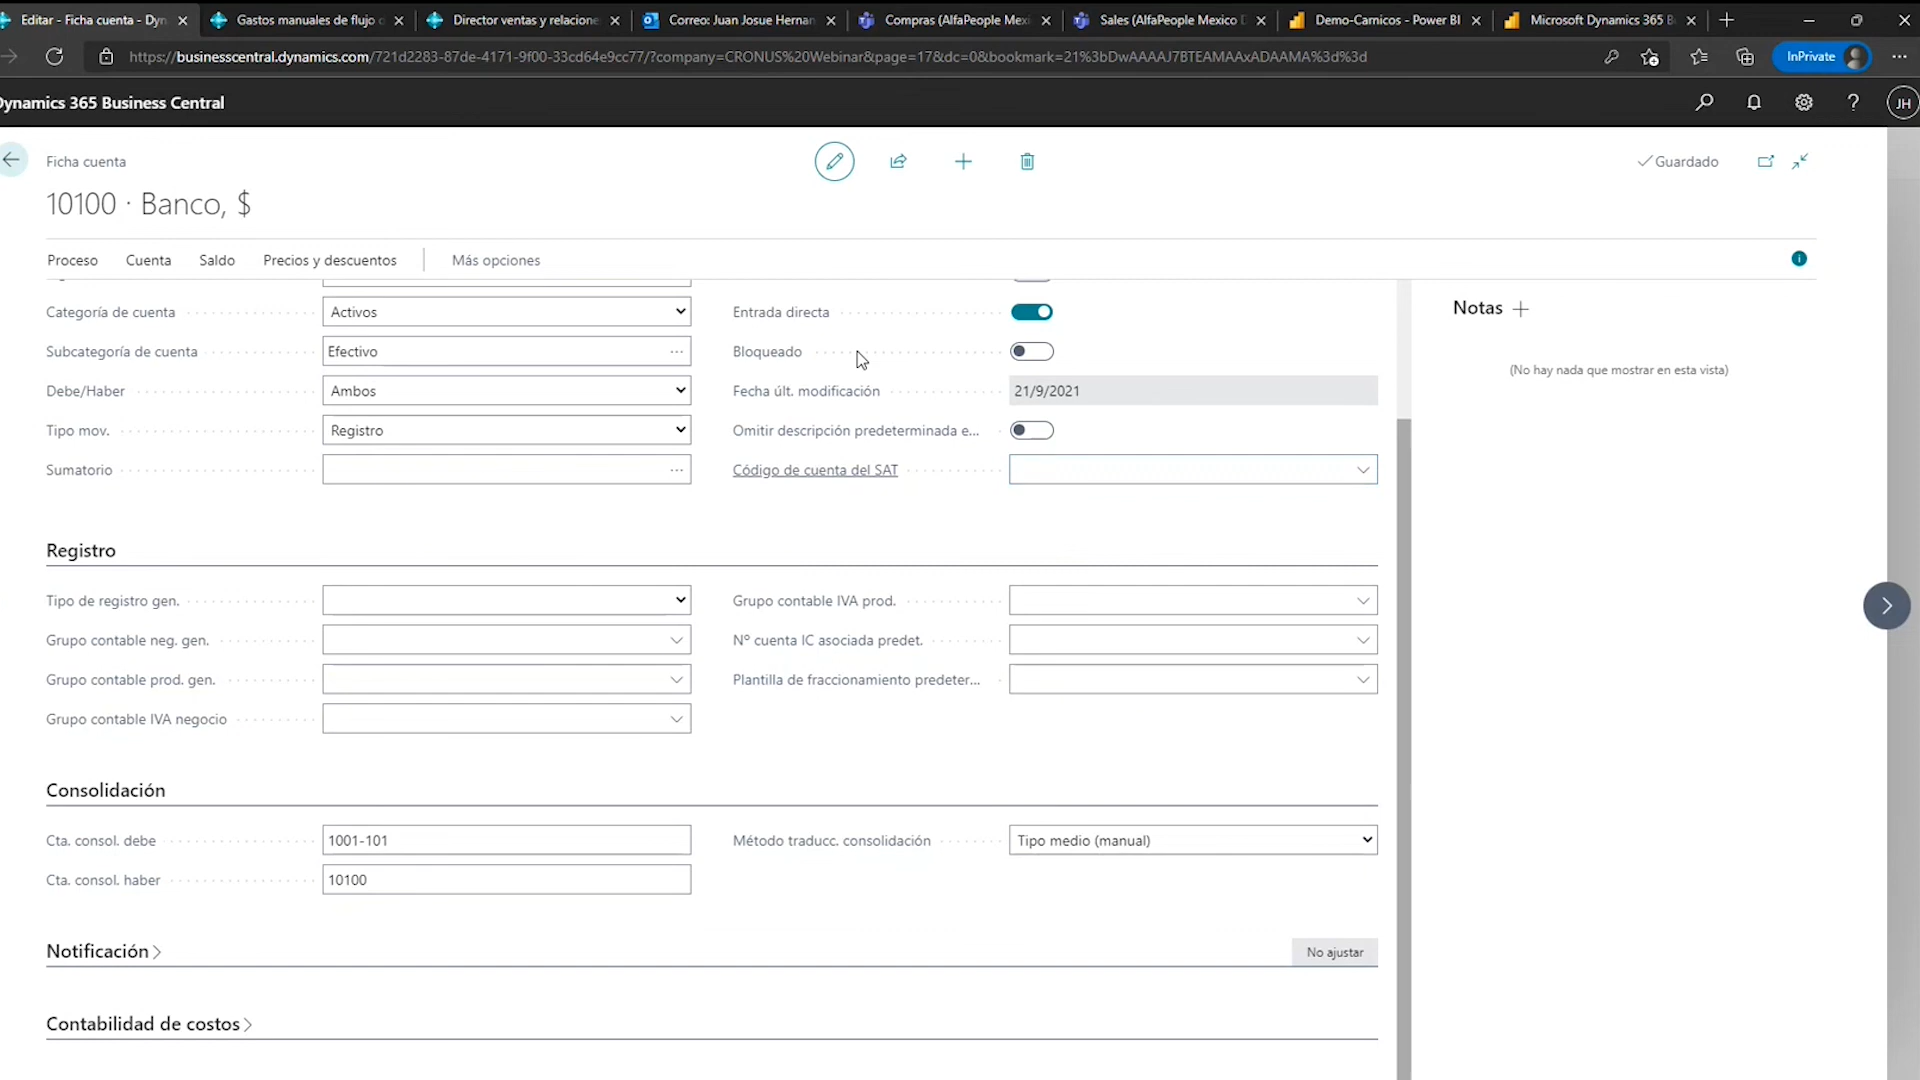 Editar - Ficha cuenta - Dyn
Gastos manuales de flujo
Director ventas y relacione
Correo: Juan Josue Hernan
Compras (AlfaPeople Mexi
Sales (AlfaPeople Mexico
Demo-Carnicos - Power BI
Microsoft Dynamics 365 B
https://businesscentral.dynamics.com/721d2283-87de-4171-9f00-33cd64e9cc77/?company=CRONUS%20Webinar&page=17&dc=0&bookmark=21%3bDwAAAAJ7BTEAMAAxADAAMA%3d%3d
InPrivate
Dynamics 365 Business Central
JH
Ficha cuenta
Guardado
10100 · Banco, $
Proceso
Cuenta
Saldo
Precios y descuentos
Más opciones
Categoría de cuenta
Activos
Entrada directa
Notas
Subcategoría de cuenta
Efectivo
Bloqueado
(No hay nada que mostrar en esta vista)
Debe/Haber
Ambos
Fecha últ. modificación
21/9/2021
Tipo mov.
Registro
Omitir descripción predeterminada e...
Sumatorio
Código de cuenta del SAT
Registro
Tipo de registro gen.
Grupo contable IVA prod.
Grupo contable neg. gen.
Nº cuenta IC asociada predet.
Grupo contable prod. gen.
Plantilla de fraccionamiento predeter...
Grupo contable IVA negocio
Consolidación
Cta. consol. debe
1001-101
Método traducc. consolidación
Tipo medio (manual)
Cta. consol. haber
10100
Notificación
No ajustar
Contabilidad de costos